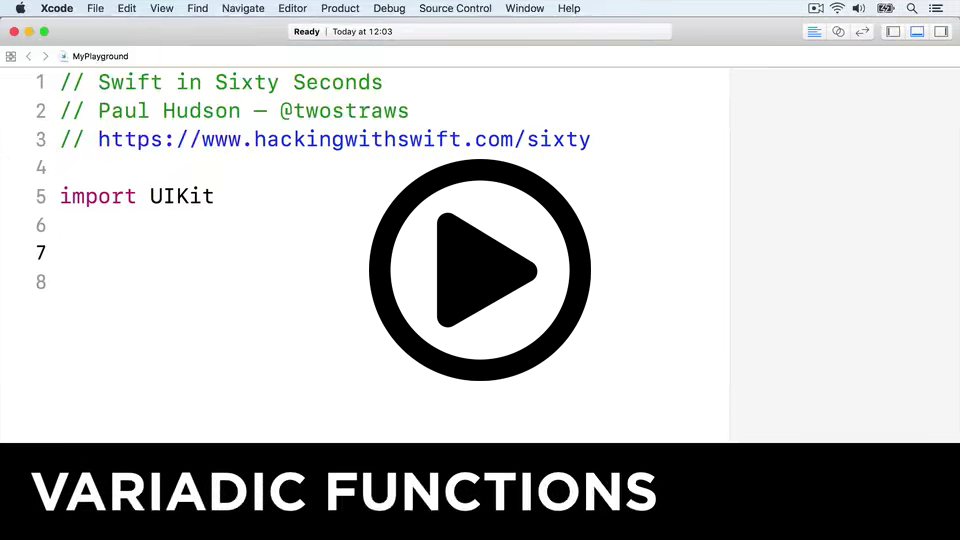 Xcode File Edit View Find Navigate Editor Product Debug Source Control Window Help
Ready | Today at 12:03
MyPlayground
1 // Swift in Sixty Seconds
2 // Paul Hudson — @twostraws
3 // https://www.hackingwithswift.com/sixty
4
5 import UIKit
6
7
8
VARIADIC FUNCTIONS